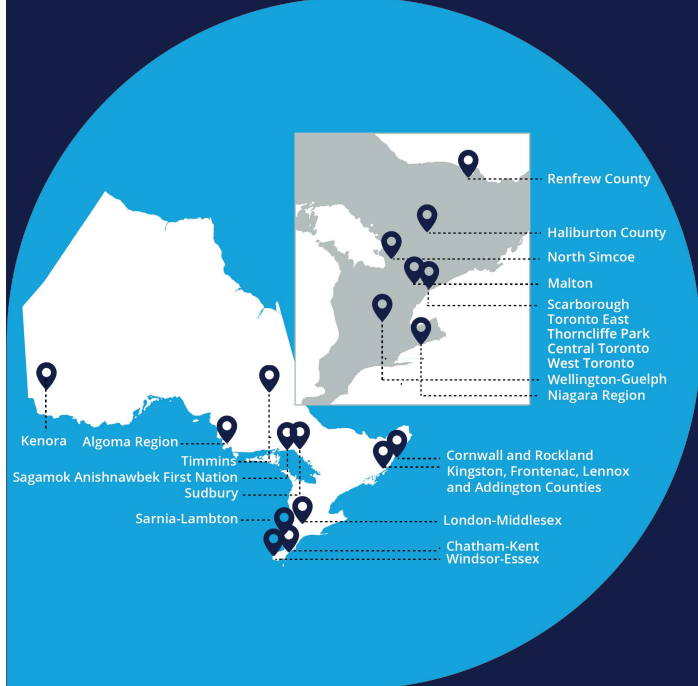 Renfrew County
Haliburton County
North Simcoe
Malton
Scarborough
Toronto East
Thorncliffe Park
Central Toronto
West Toronto
Wellington-Guelph
Niagara Region
Kenora
Algoma Region
Timmins
Sagamok Anishnawbek First Nation
Sudbury
Sarnia-Lambton
Cornwall and Rockland
Kingston, Frontenac, Lennox
and Addington Counties
London-Middlesex
Chatham-Kent
Windsor-Essex